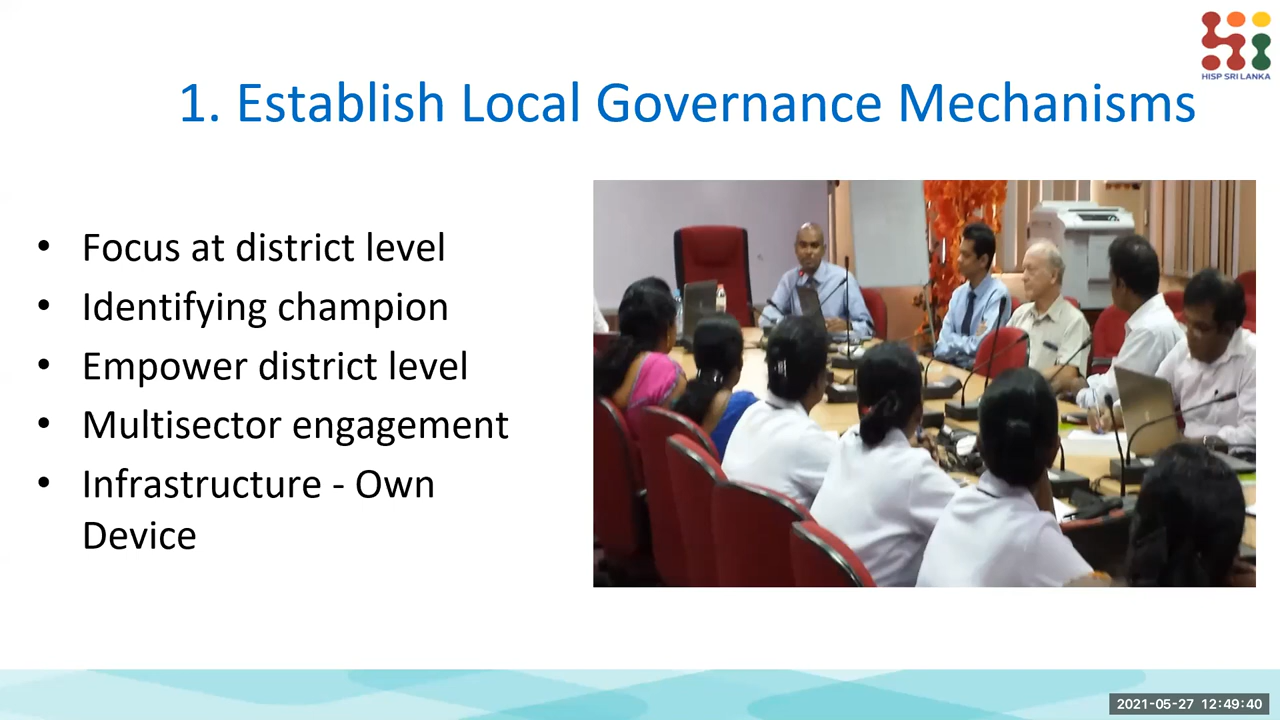 HISP SRI LANKA
1. Establish Local Governance Mechanisms
• Focus at district level
• Identifying champion
• Empower district level
• Multisector engagement
• Infrastructure - Own
Device
2021-05-27 12:49:40